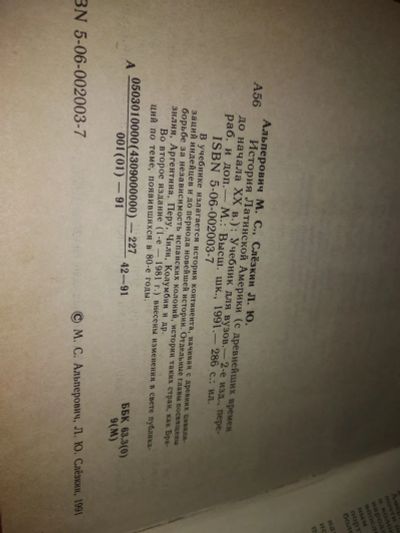 Альперович М. С., Слёзкин Л. Ю.
А56 История Латинской Америки (с древнейших времен
до начала XX в.): Учебник для вузов.— 2-е изд., пере-
раб. и доп.— М.: Высш. шк., 1991.— 286 с.: ил.
ISBN 5-06-002003-7
В учебнике излагается история континента, начиная с древних цивили-
заций индейцев и до периода новейшей истории. Отдельные главы посвящены
борьбе за независимость испанских колоний, истории таких стран, как Бра-
зилия, Аргентина, Перу, Чили, Колумбия и др.
Во второе издание (1-е — 1981 г.) внесены изменения в свете публика-
ций по теме, появившихся в 80-е годы.
А 0503010000(4309000000) — 227
001(01) — 91
42—91
ББК 63.3(0)
9(М)
BN 5-06-002003-7
© М. С. Альперович, Л. Ю. Слёзкин, 1991